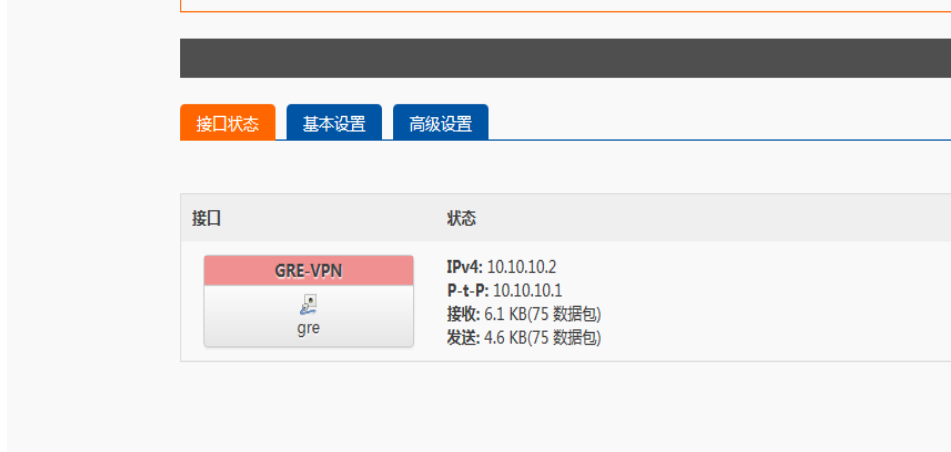 接口状态 基本设置 高级设置
接口 状态
GRE-VPN
gre
IPv4: 10.10.10.2
P-t-P: 10.10.10.1
接收: 6.1 KB(75 数据包)
发送: 4.6 KB(75 数据包)